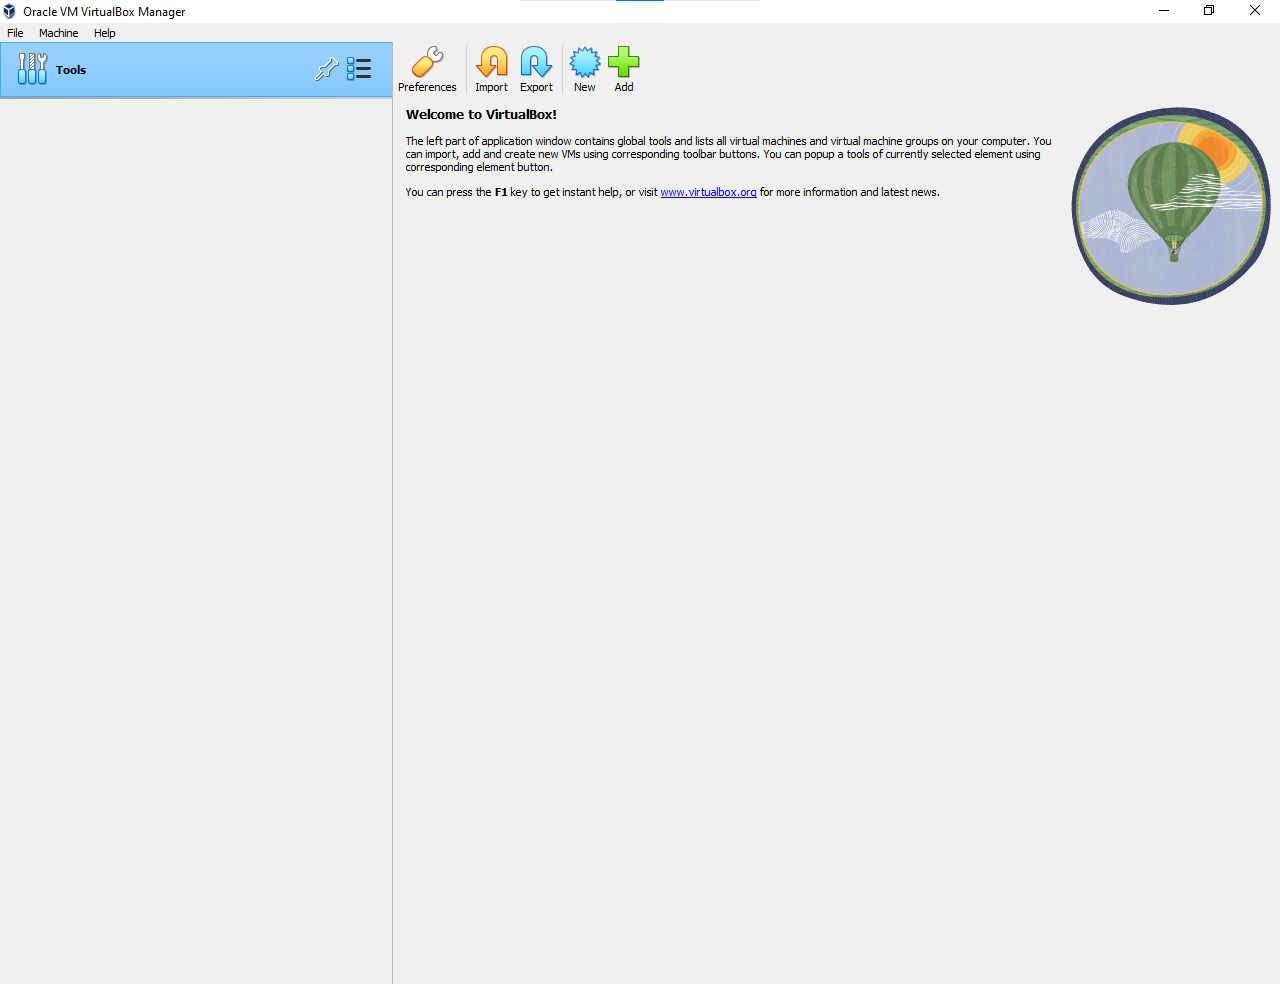 Oracle VM VirtualBox Manager
File Machine Help
Tools
Preferences Import Export New Add
Welcome to VirtualBox!
The left part of application window contains global tools and lists all virtual machines and virtual machine groups on your computer. You
can import, add and create new VMs using corresponding toolbar buttons. You can popup a tools of currently selected element using
corresponding element button.
You can press the F1 key to get instant help, or visit www.virtualbox.org for more information and latest news.